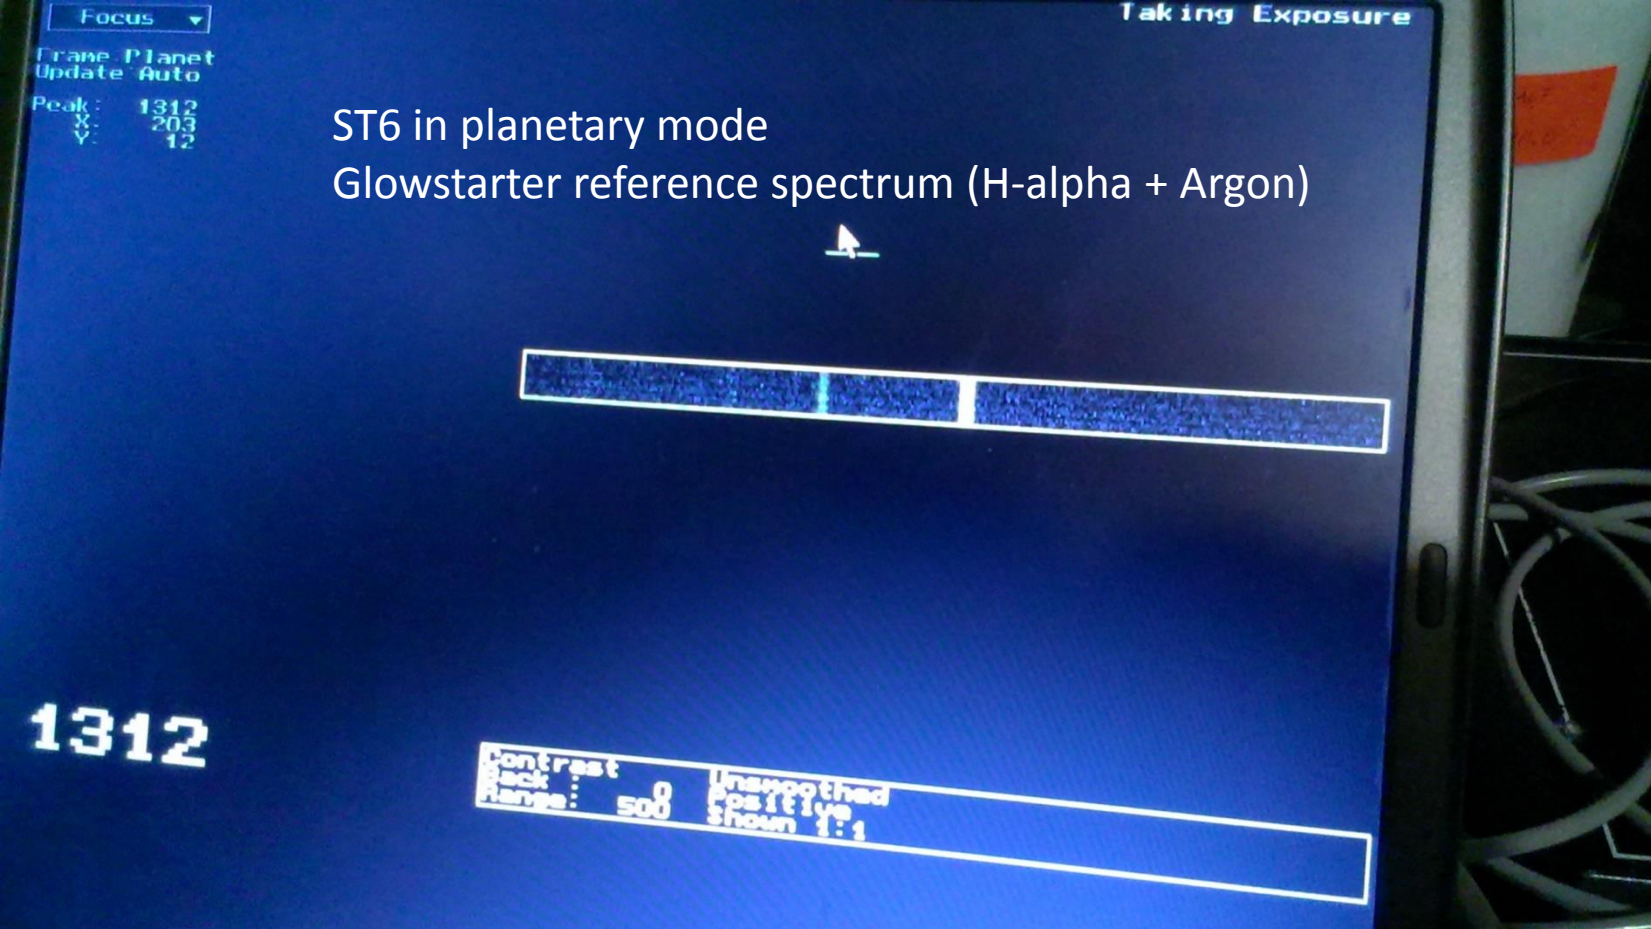 Focus
Taking Exposure
Frame Planet
Update Auto
Peak: 1312
X: 203
Y: 12
ST6 in planetary mode
Glowstarter reference spectrum (H-alpha + Argon)
1312
Contrast Unsmoothed
Back : 0 Positive
Range: 500 Shown 1:1